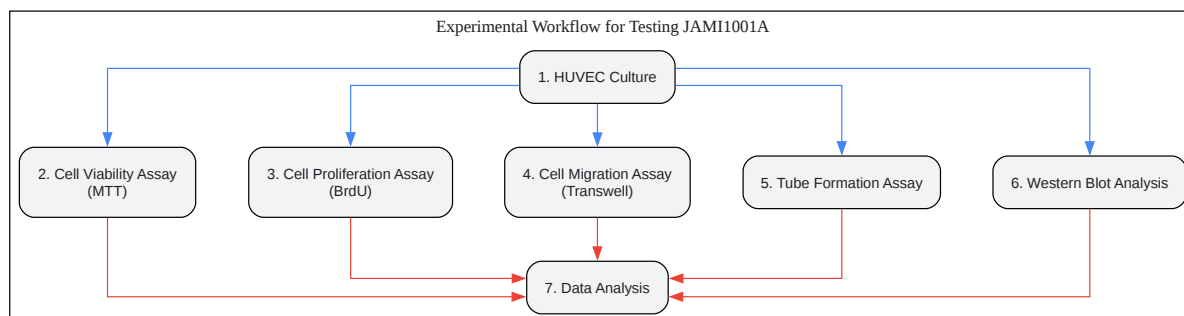 Experimental Workflow for Testing JAMI1001A
1. HUVEC Culture
2. Cell Viability Assay
(MTT)
3. Cell Proliferation Assay
(BrdU)
4. Cell Migration Assay
(Transwell)
5. Tube Formation Assay
6. Western Blot Analysis
7. Data Analysis